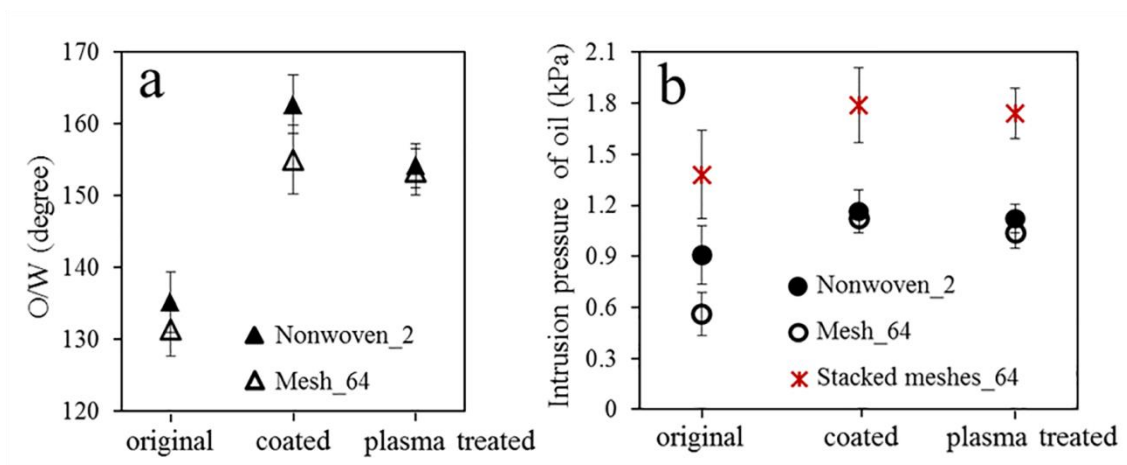 a
O/W (degree)
170
160
150
140
130
120
Nonwoven_2
Mesh_64
original
coated
plasma treated
b
Intrusion pressure of oil (kPa)
2.1
1.8
1.5
1.2
0.9
0.6
0.3
0
Nonwoven_2
Mesh_64
Stacked meshes_64
original
coated
plasma treated